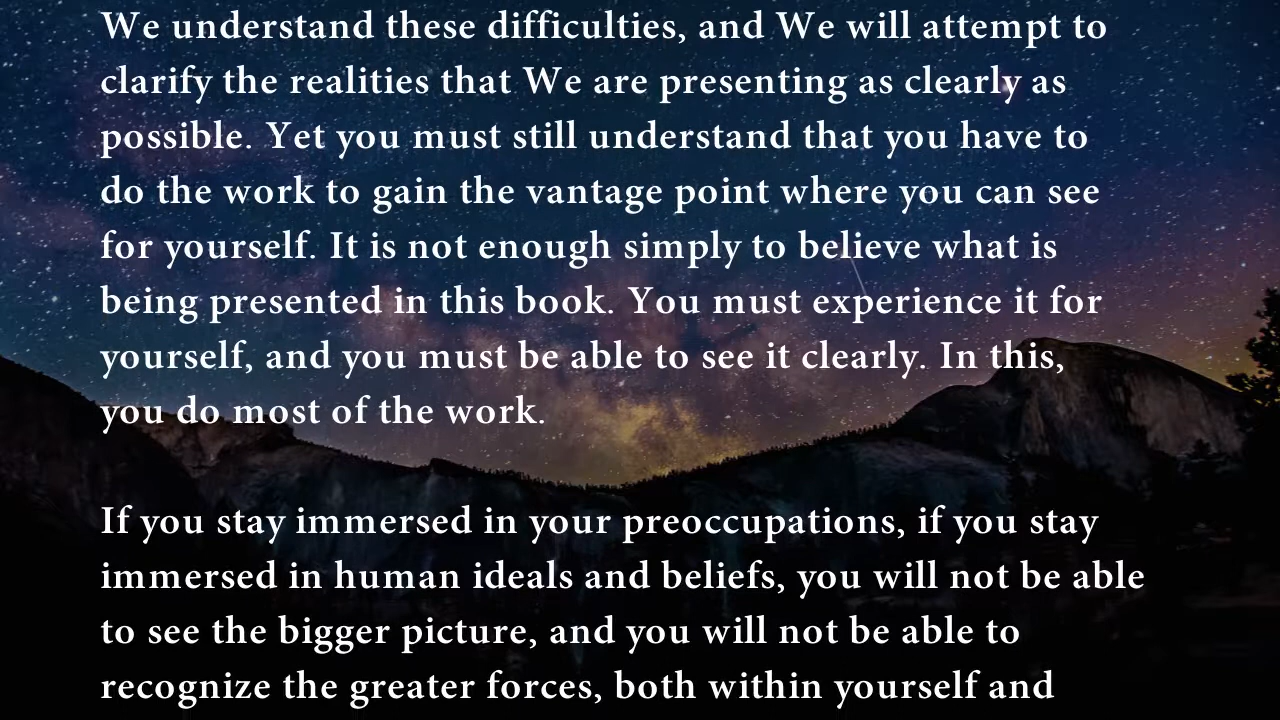 We understand these difficulties, and We will attempt to
clarify the realities that We are presenting as clearly as
possible. Yet you must still understand that you have to
do the work to gain the vantage point where you can see
for yourself. It is not enough simply to believe what is
being presented in this book. You must experience it for
yourself, and you must be able to see it clearly. In this,
you do most of the work.
If you stay immersed in your preoccupations, if you stay
immersed in human ideals and beliefs, you will not be able
to see the bigger picture, and you will not be able to
recognize the greater forces, both within yourself and